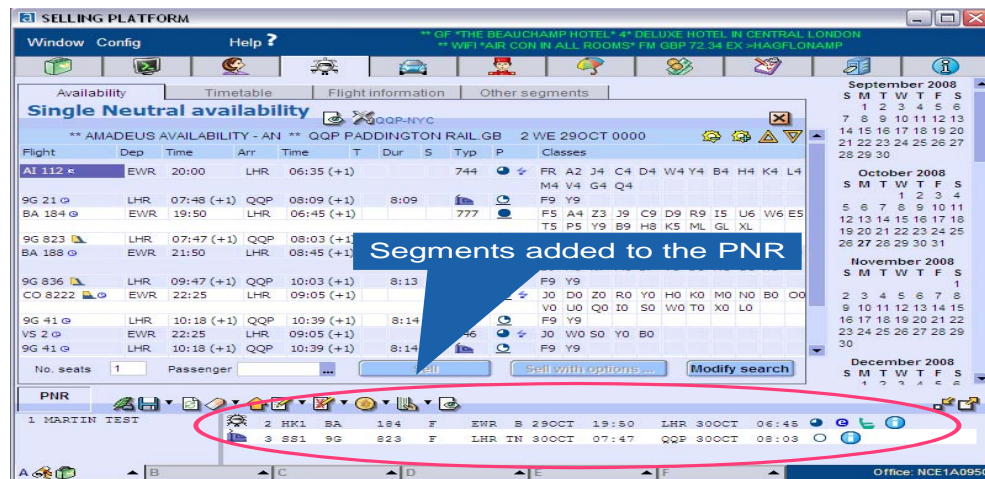 SELLING PLATFORM
Window Config Help ?
** GF *THE BEAUCHAMP HOTEL* 4* DELUXE HOTEL IN CENTRAL LONDON
** WIFI *AIR CON IN ALL ROOMS* FM GBP 72.34 EX >HAGFLONAMP
Availability Timetable Flight information Other segments
Single Neutral availability QQP-NYC
** AMADEUS AVAILABILITY - AN ** QQP PADDINGTON RAIL.GB 2 WE 29OCT 0000
Flight Dep Time Arr Time T Dur S Typ P Classes
AI 112 EWR 20:00 LHR 06:35 (+1) 744 FR A2 J4 C4 D4 W4 Y4 B4 H4 K4 L4
M4 V4 G4 Q4
9G 21 LHR 07:48 (+1) QQP 08:09 (+1) 8:09 F9 Y9
BA 184 EWR 19:50 LHR 06:45 (+1) 777 F5 A4 Z3 J9 C9 D9 R9 I5 U6 W6 E5
T5 P5 Y9 B9 H8 K5 ML GL XL
9G 823 LHR 07:47 (+1) QQP 08:03 (+1)
BA 188 EWR 21:50 LHR 08:45 (+1)
Segments added to the PNR
9G 836 LHR 09:47 (+1) QQP 10:03 (+1) 8:13 F9 Y9
CO 8222 EWR 22:25 LHR 09:05 (+1) J0 D0 Z0 R0 Y0 H0 K0 M0 N0 B0 O0
V0 U0 Q0 I0 S0 W0 T0 X0 L0
9G 41 LHR 10:18 (+1) QQP 10:39 (+1) 8:14 F9 Y9
VS 2 EWR 22:25 LHR 09:05 (+1) J0 W0 S0 Y0 B0
9G 41 LHR 10:18 (+1) QQP 10:39 (+1) 8:14 F9 Y9
No. seats 1 Passenger ... Sell with options ... Modify search
September 2008
S M T W T F S
1 2 3 4 5 6
7 8 9 10 11 12 13
14 15 16 17 18 19 20
21 22 23 24 25 26 27
28 29 30
October 2008
S M T W T F S
1 2 3 4
5 6 7 8 9 10 11
12 13 14 15 16 17 18
19 20 21 22 23 24 25
26 27 28 29 30 31
November 2008
S M T W T F S
1
2 3 4 5 6 7 8
9 10 11 12 13 14 15
16 17 18 19 20 21 22
23 24 25 26 27 28 29
30
December 2008
S M T W T F S
PNR
1 MARTIN TEST 2 HK1 BA 184 F EWR B 29OCT 19:50 LHR 30OCT 06:45
3 SS1 9G 823 F LHR TN 30OCT 07:47 QQP 30OCT 08:03
A B C D E F Office: NCE1A0950